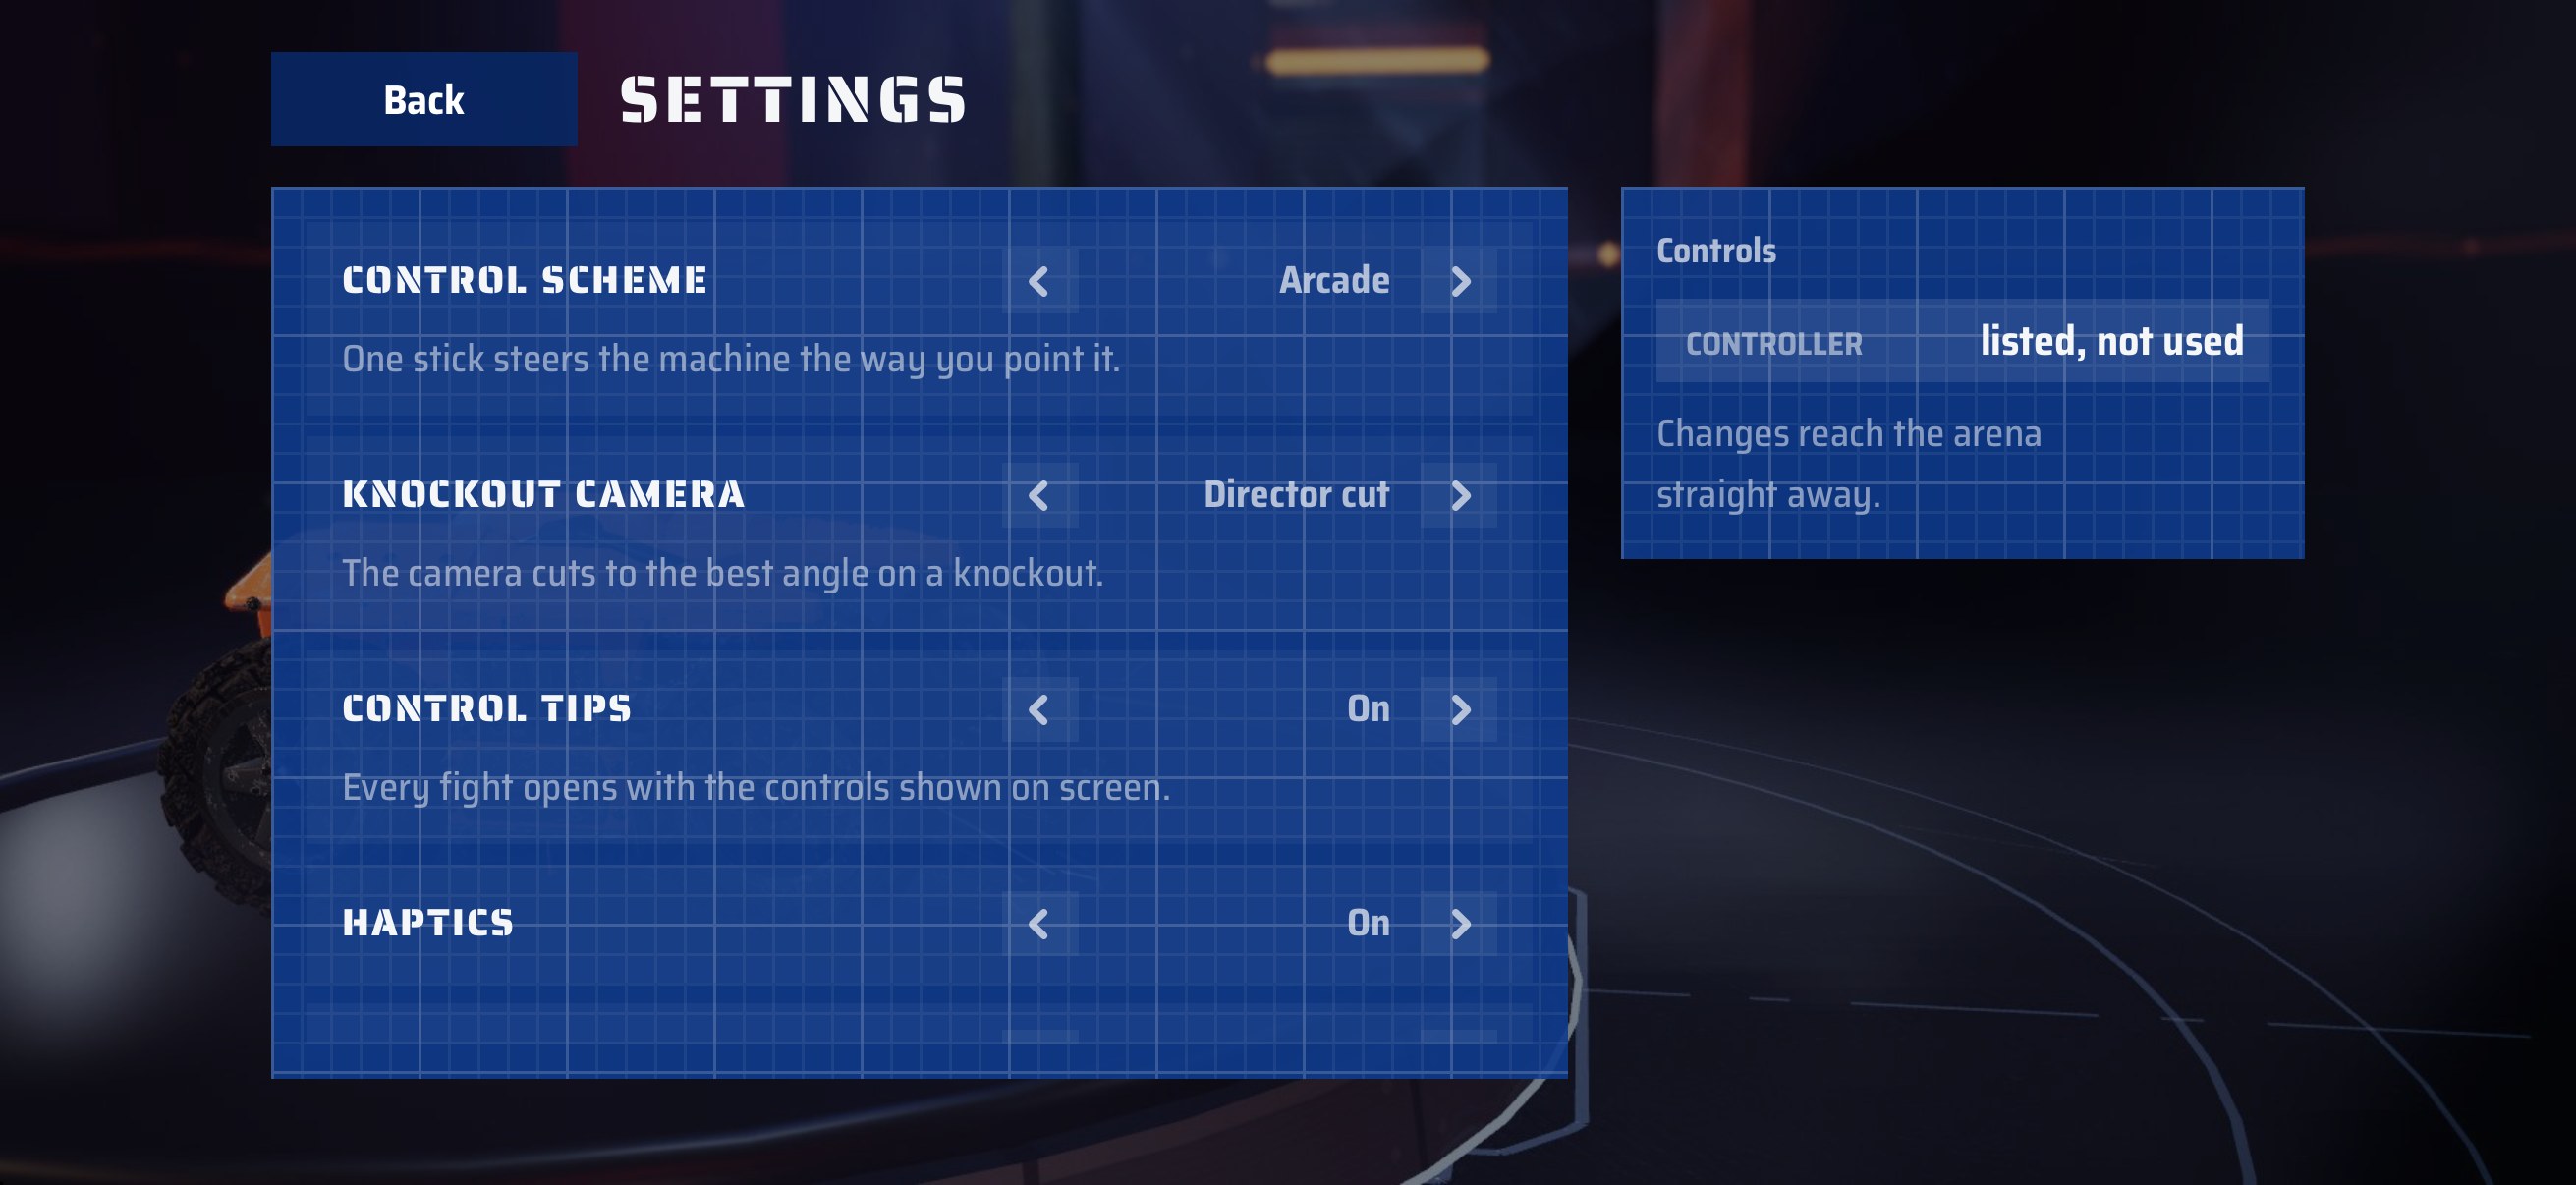 Back
SETTINGS
CONTROL SCHEME
Arcade
One stick steers the machine the way you point it.
KNOCKOUT CAMERA
Director cut
The camera cuts to the best angle on a knockout.
CONTROL TIPS
On
Every fight opens with the controls shown on screen.
HAPTICS
On
Controls
CONTROLLER
listed, not used
Changes reach the arena
straight away.